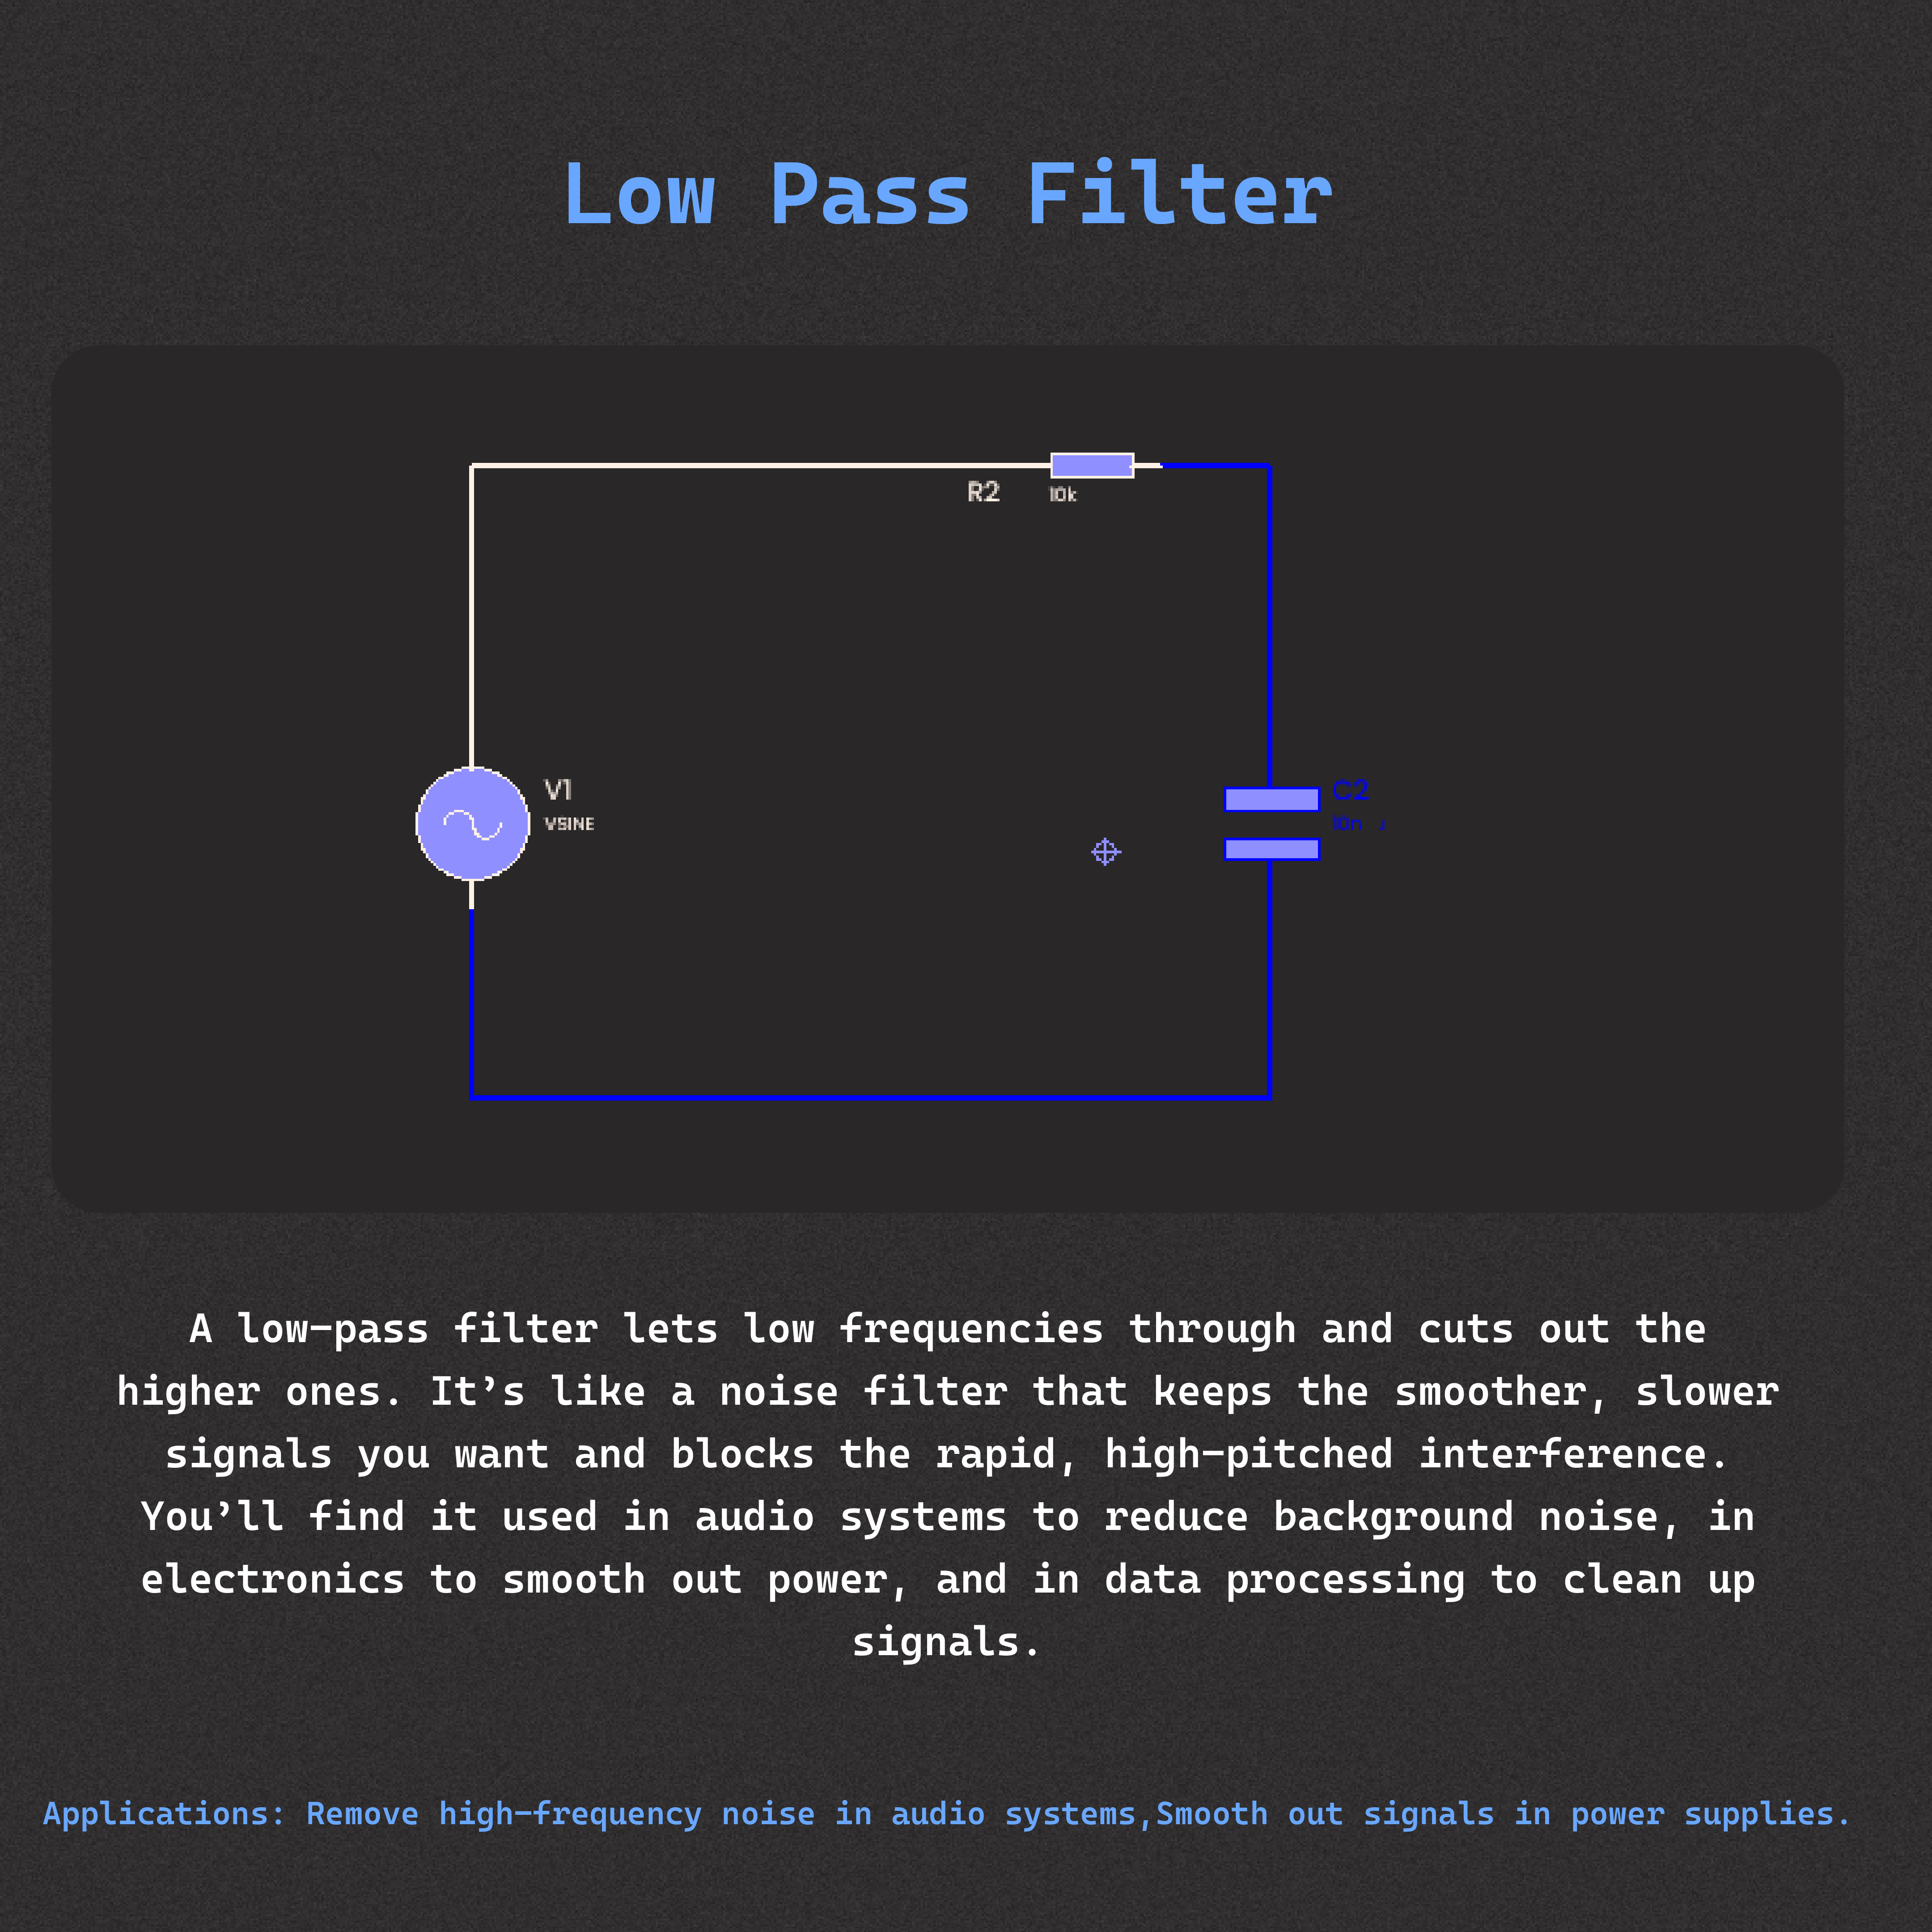 Low Pass Filter
R2 10k
V1
VSINE
C2
10n
A low-pass filter lets low frequencies through and cuts out the
higher ones. It’s like a noise filter that keeps the smoother, slower
signals you want and blocks the rapid, high-pitched interference.
You’ll find it used in audio systems to reduce background noise, in
electronics to smooth out power, and in data processing to clean up
signals.
Applications: Remove high-frequency noise in audio systems,Smooth out signals in power supplies.